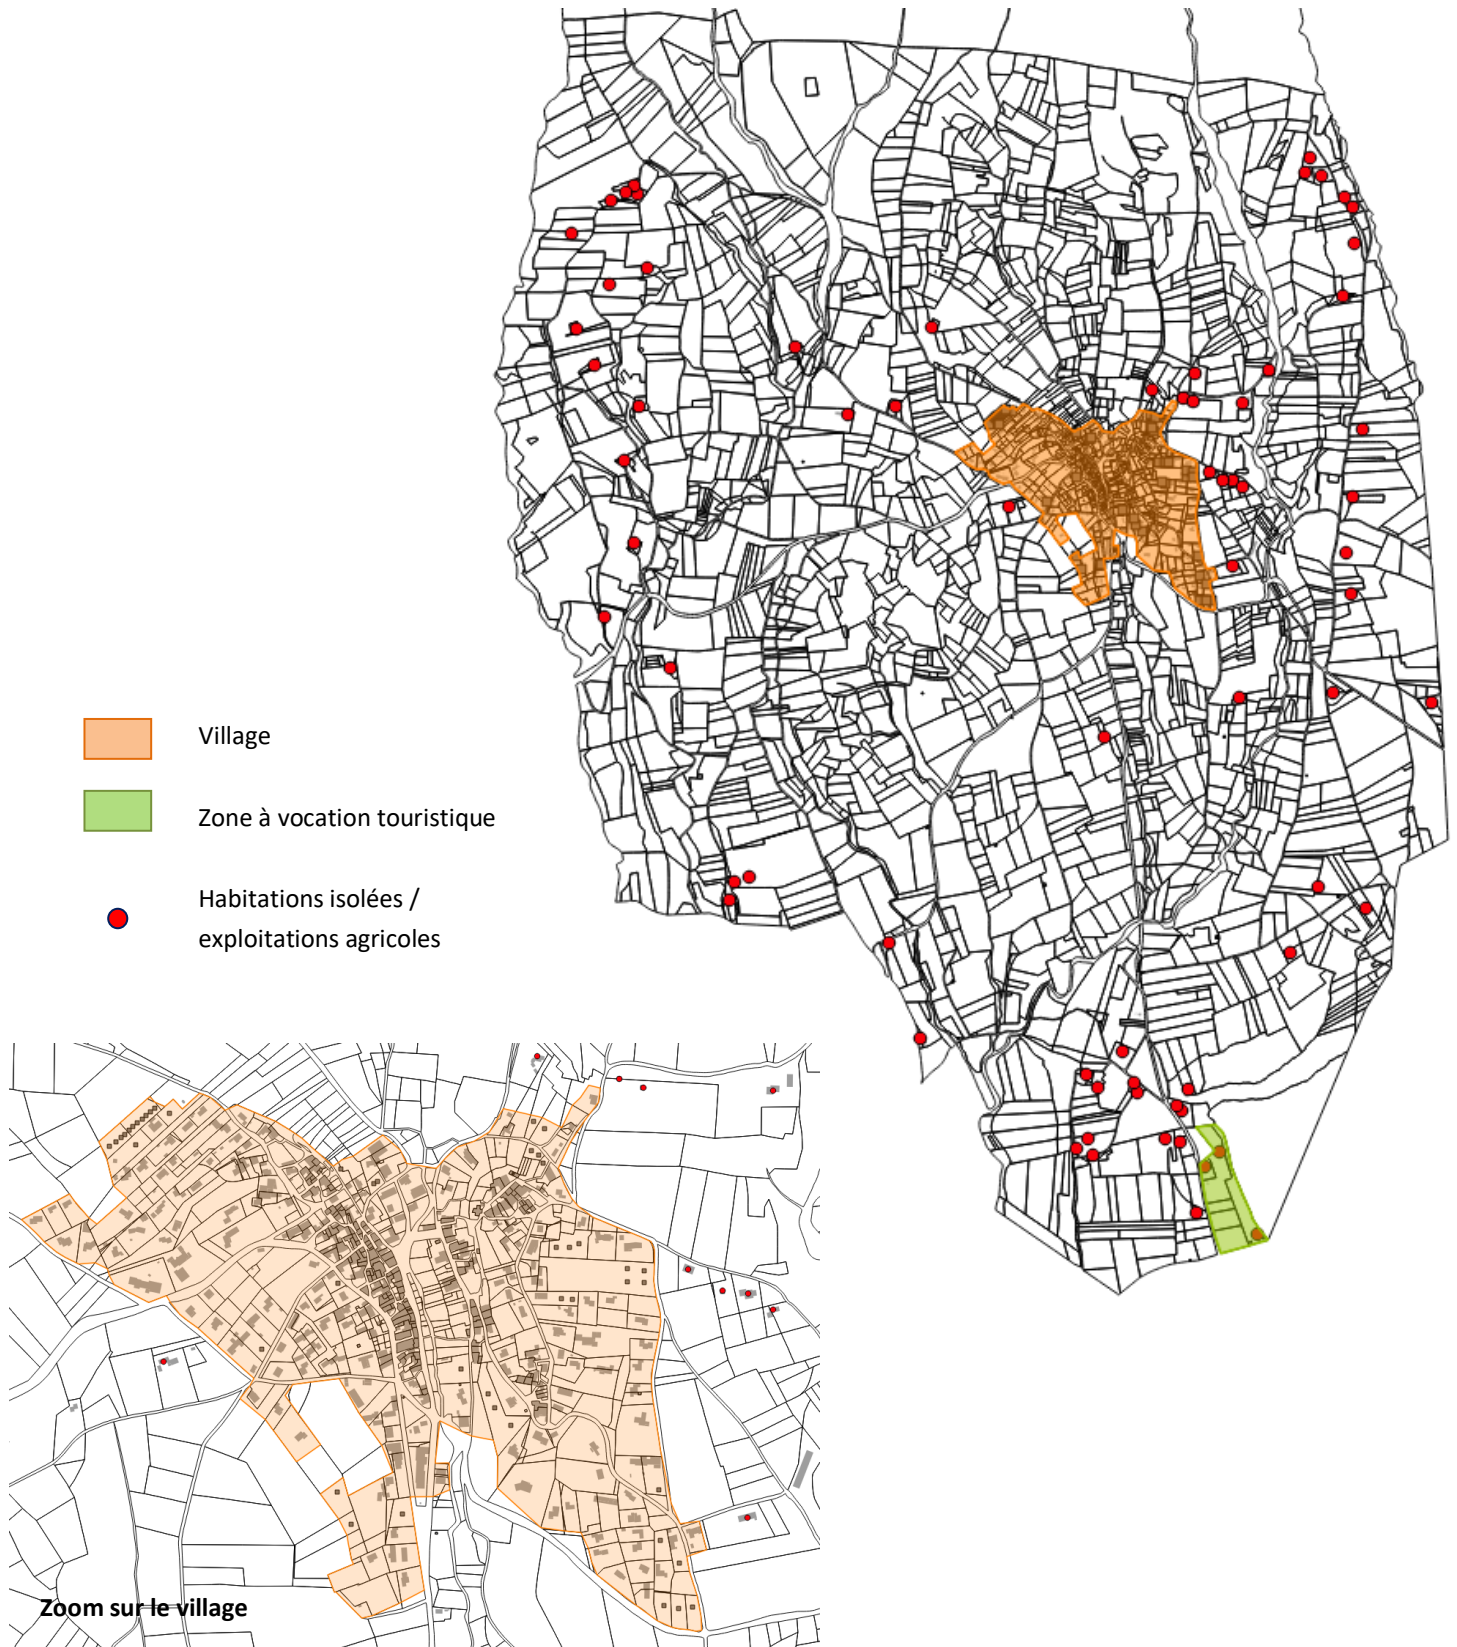 Village
Zone à vocation touristique
Habitations isolées /
exploitations agricoles
Zoom sur le village